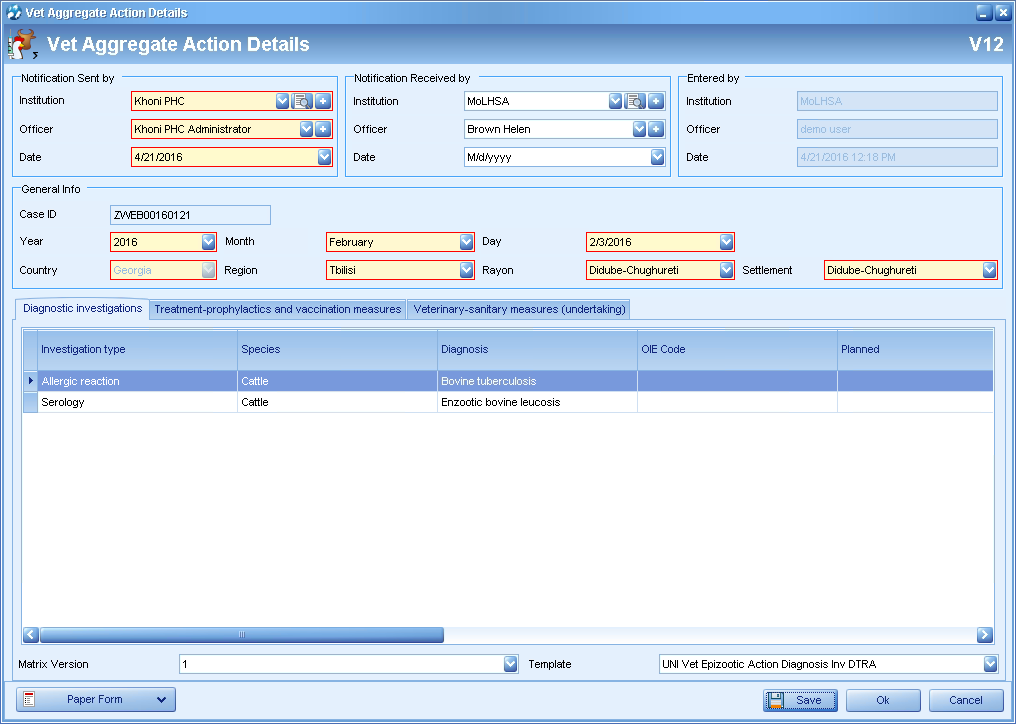 Vet Aggregate Action Details
Vet Aggregate Action Details V12
Notification Sent by
Institution Khoni PHC
Officer Khoni PHC Administrator
Date 4/21/2016
Notification Received by
Institution MoLHSA
Officer Brown Helen
Date M/d/yyyy
Entered by
Institution MoLHSA
Officer demo user
Date 4/21/2016 12:18 PM
General Info
Case ID ZWEB00160121
Year 2016 Month February Day 2/3/2016
Country Georgia Region Tbilisi Rayon Didube-Chughureti Settlement Didube-Chughureti
Diagnostic investigations Treatment-prophylactics and vaccination measures Veterinary-sanitary measures (undertaking)
Investigation type Species Diagnosis OIE Code Planned
Allergic reaction Cattle Bovine tuberculosis
Serology Cattle Enzootic bovine leucosis
Matrix Version 1 Template UNI Vet Epizootic Action Diagnosis Inv DTRA
Paper Form Save Ok Cancel